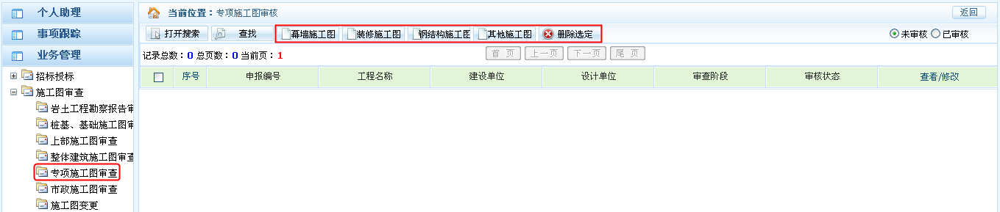 个人助理
事项跟踪
业务管理
招标投标
施工图审查
岩土工程勘察报告审
桩基、基础施工图审
上部施工图审查
整体建筑施工图审查
专项施工图审查
市政施工图审查
施工图变更
当前位置：专项施工图审核 返回
打开搜索 查找 幕墙施工图 装修施工图 钢结构施工图 其他施工图 删除选定 未审核 已审核
记录总数：0 总页数：0 当前页：1 首 页 上一页 下一页 尾 页
序号 申报编号 工程名称 建设单位 设计单位 审查阶段 审核状态 查看/修改